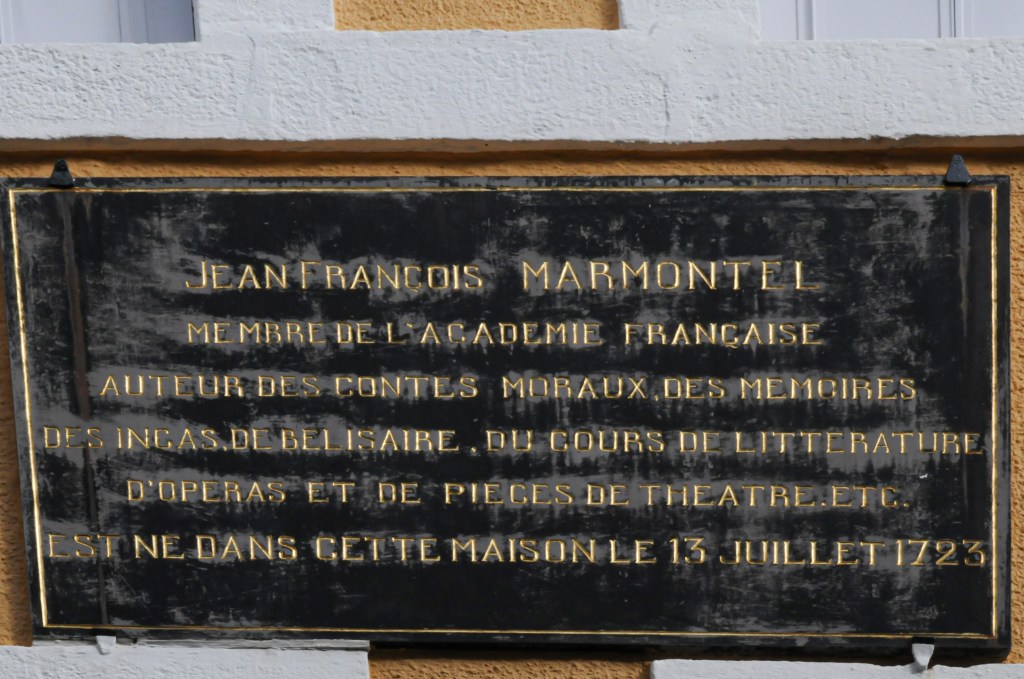 JEAN FRANÇOIS MARMONTEL
MEMBRE DE L'ACADEMIE FRANÇAISE
AUTEUR DES CONTES MORAUX, DES MEMOIRES
DES INCAS, DE BELISAIRE, DU COURS DE LITTERATURE
D'OPERAS ET DE PIECES DE THEATRE, ETC.
EST NE DANS CETTE MAISON LE 13 JUILLET 1723